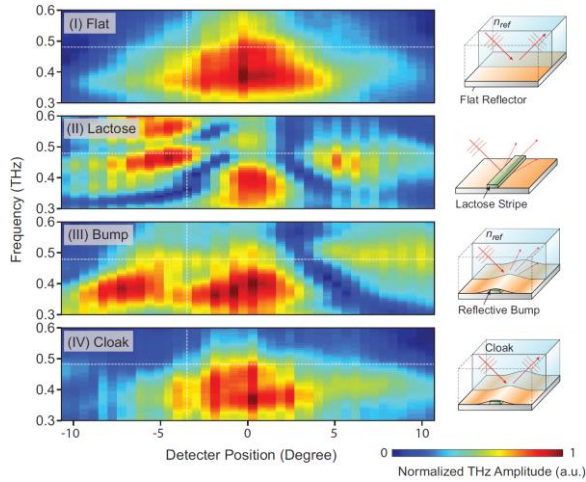 0.6
(I) Flat
0.5
0.4
0.3
n_ref
Flat Reflector
0.6
(II) Lactose
0.5
0.4
0.3
Lactose Stripe
Frequency (THz)
0.6
(III) Bump
0.5
0.4
0.3
n_ref
Reflective Bump
0.6
(IV) Cloak
0.5
0.4
0.3
Cloak
-10 -5 0 5 10
Detecter Position (Degree)
0 1
Normalized THz Amplitude (a.u.)